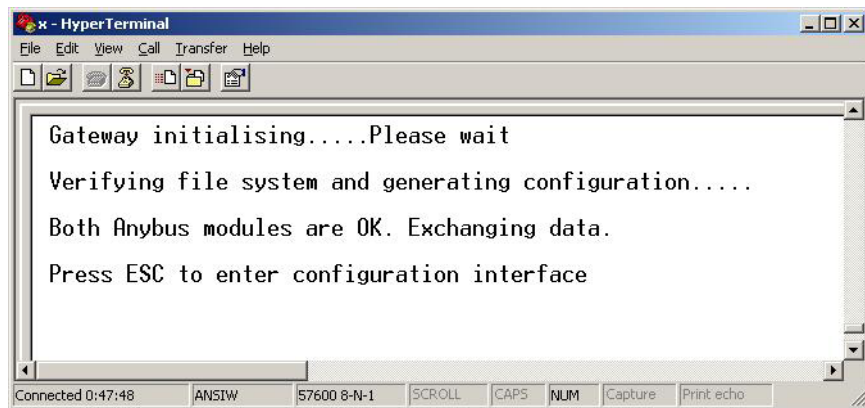 x - HyperTerminal
File Edit View Call Transfer Help
Gateway initialising.....Please wait
Verifying file system and generating configuration.....
Both Anybus modules are OK. Exchanging data.
Press ESC to enter configuration interface
Connected 0:47:48 ANSIW 57600 8-N-1 SCROLL CAPS NUM Capture Print echo